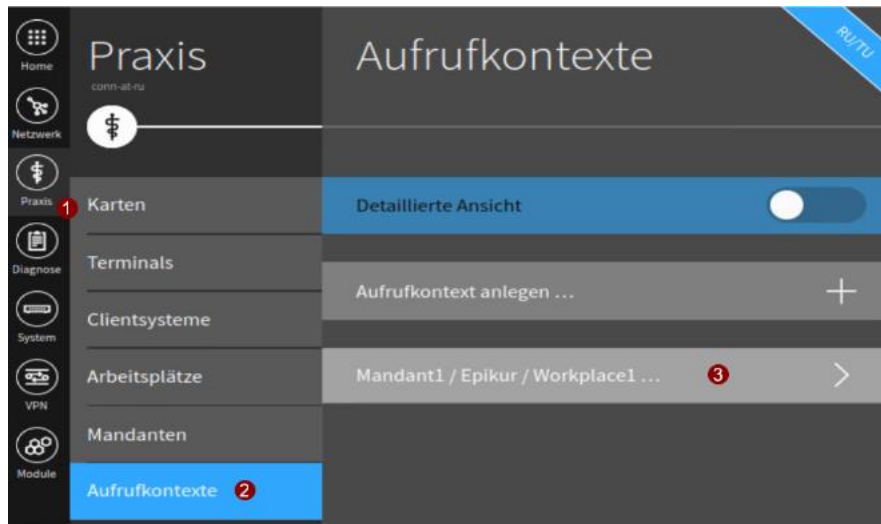 Home
Netzwerk
Praxis
Diagnose
System
VPN
Module
Praxis
conn-at-ru
1
Karten
Terminals
Clientsysteme
Arbeitsplätze
Mandanten
Aufrufkontexte 2
Aufrufkontexte
RU/TU
Detaillierte Ansicht
Aufrufkontext anlegen ...
Mandant1 / Epikur / Workplace1 ... 3